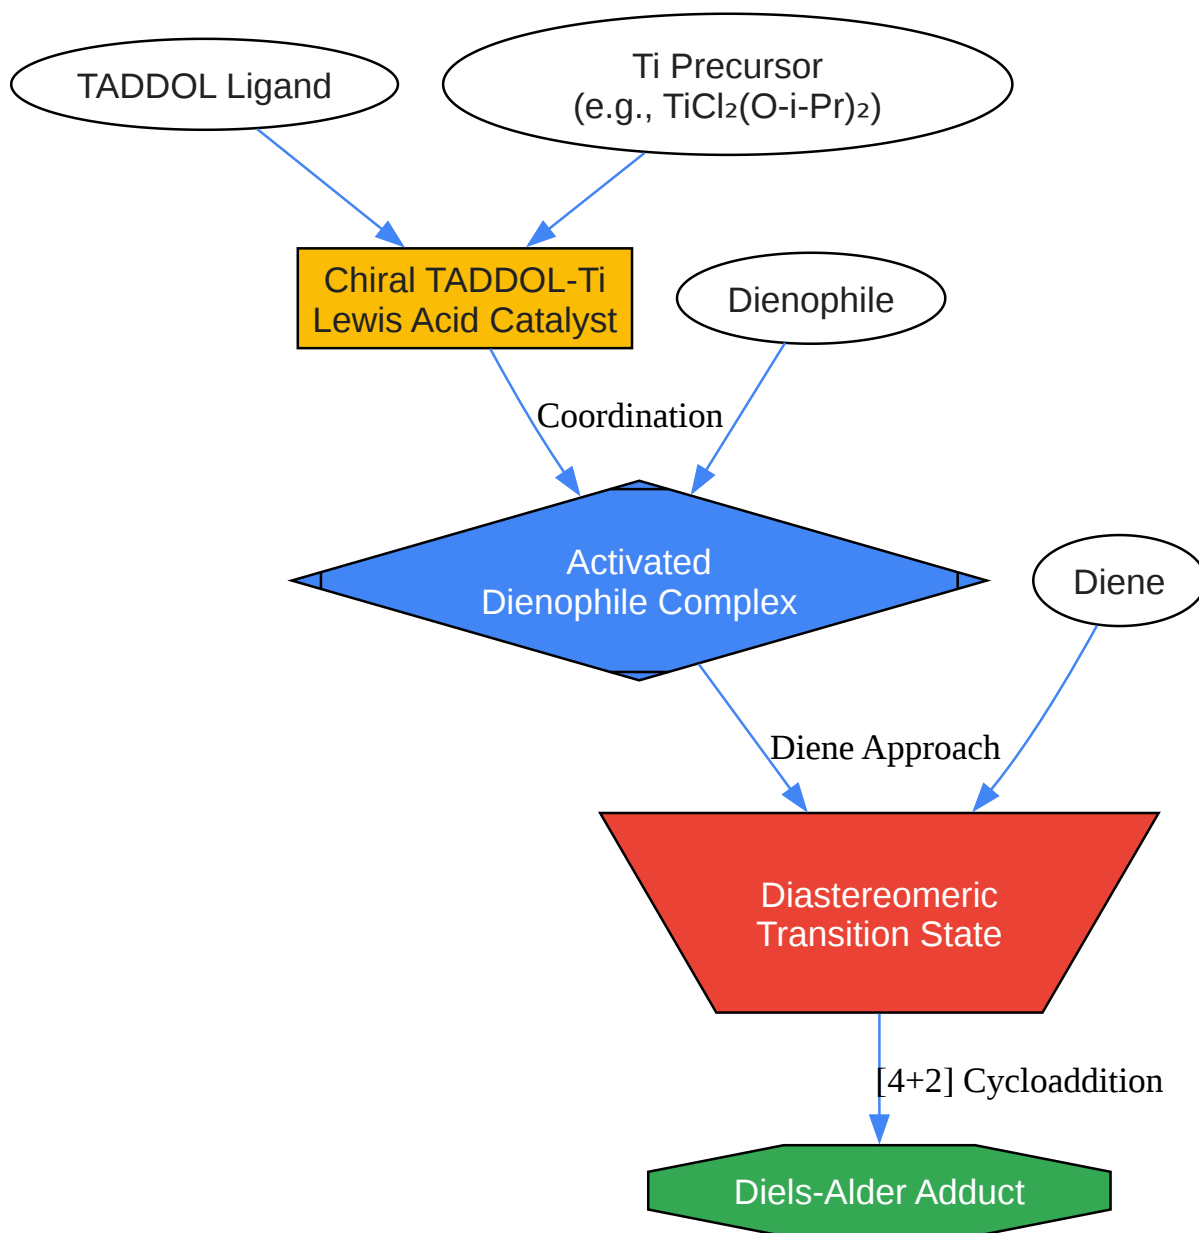 TADDOL Ligand
Ti Precursor
(e.g., TiCl₂(O-i-Pr)₂)
Chiral TADDOL-Ti
Lewis Acid Catalyst
Dienophile
Coordination
Activated
Dienophile Complex
Diene
Diene Approach
Diastereomeric
Transition State
[4+2] Cycloaddition
Diels-Alder Adduct